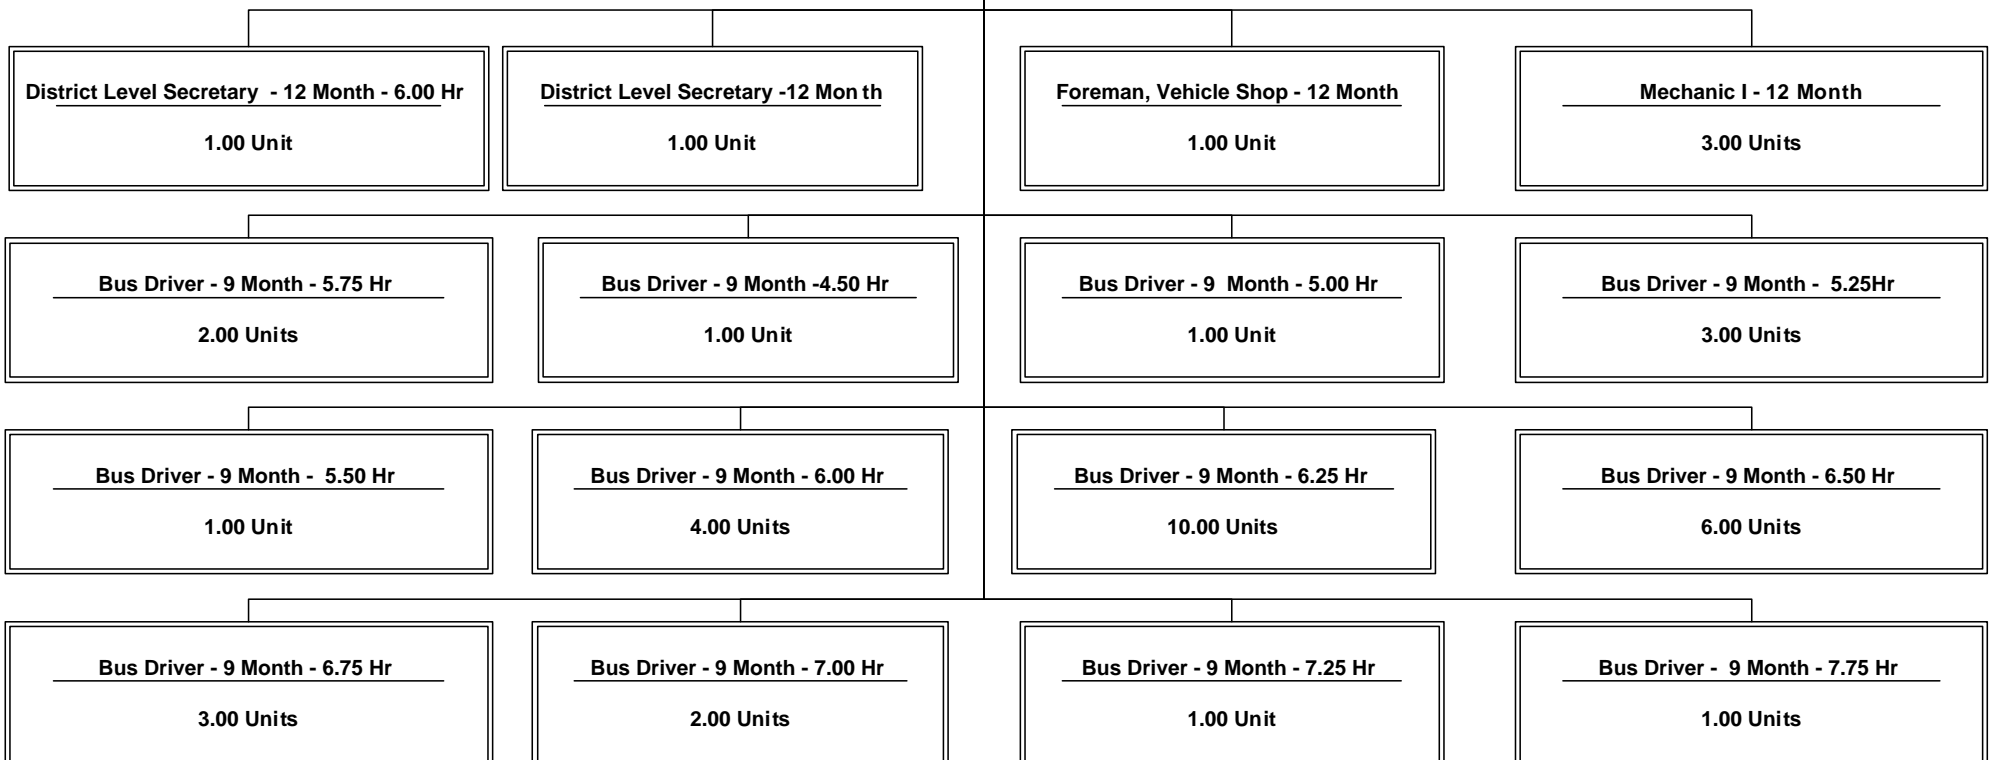 District Level Secretary - 12 Month - 6.00 Hr
1.00 Unit
District Level Secretary -12 Month
1.00 Unit
Foreman, Vehicle Shop - 12 Month
1.00 Unit
Mechanic I - 12 Month
3.00 Units
Bus Driver - 9 Month - 5.75 Hr
2.00 Units
Bus Driver - 9 Month -4.50 Hr
1.00 Unit
Bus Driver - 9 Month - 5.00 Hr
1.00 Unit
Bus Driver - 9 Month - 5.25Hr
3.00 Units
Bus Driver - 9 Month - 5.50 Hr
1.00 Unit
Bus Driver - 9 Month - 6.00 Hr
4.00 Units
Bus Driver - 9 Month - 6.25 Hr
10.00 Units
Bus Driver - 9 Month - 6.50 Hr
6.00 Units
Bus Driver - 9 Month - 6.75 Hr
3.00 Units
Bus Driver - 9 Month - 7.00 Hr
2.00 Units
Bus Driver - 9 Month - 7.25 Hr
1.00 Unit
Bus Driver - 9 Month - 7.75 Hr
1.00 Units